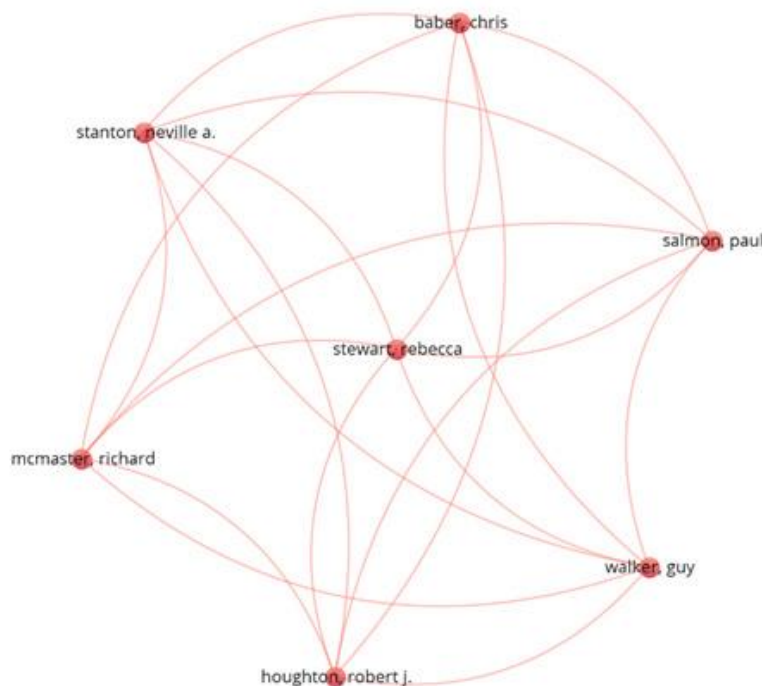 baber, chris
stanton, neville a.
salmon, paul
stewart, rebecca
mcmaster, richard
walker, guy
houghton, robert j.